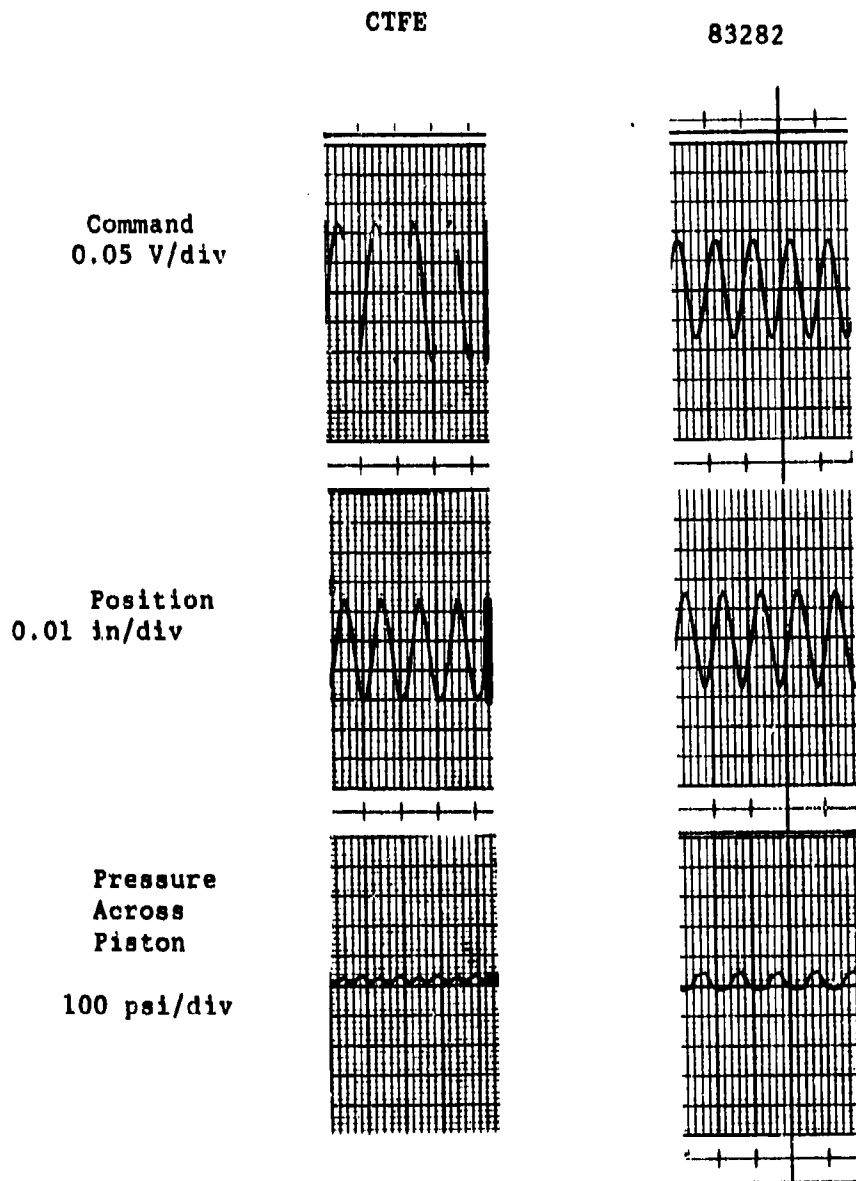 CTFE
83282
Command
0.05 V/div
Position
0.01 in/div
Pressure
Across
Piston
100 psi/div